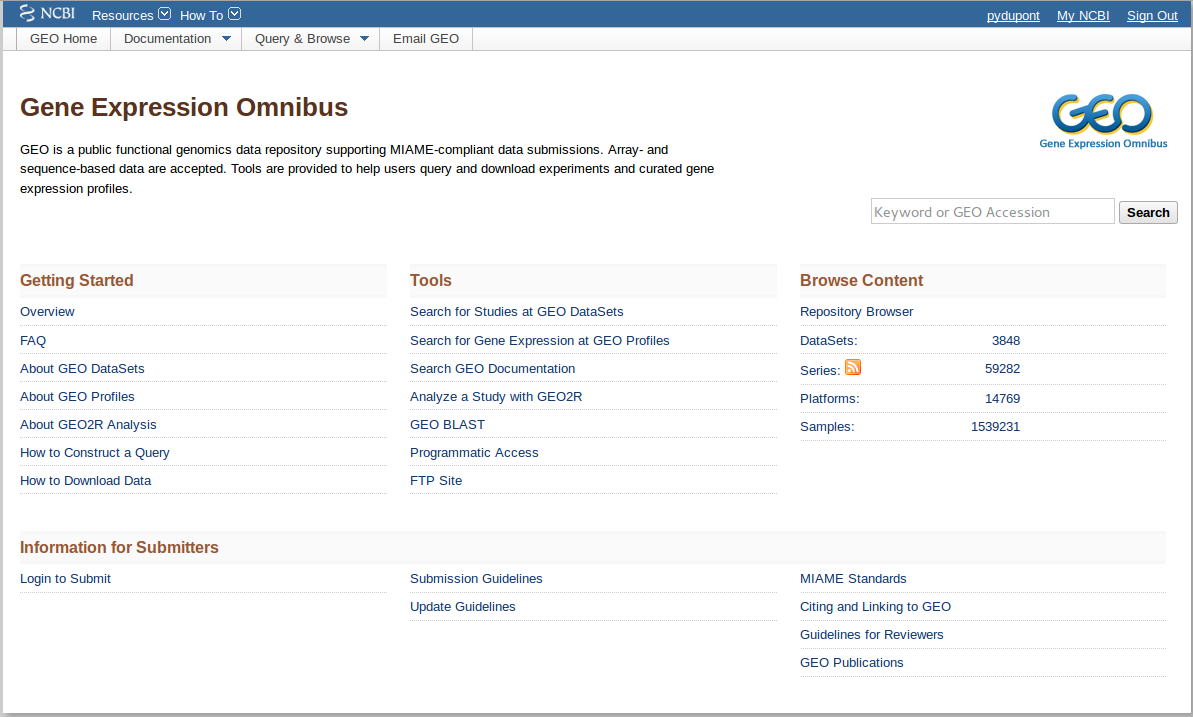 NCBI Resources How To pydupont My NCBI Sign Out
GEO Home Documentation Query & Browse Email GEO
Gene Expression Omnibus
GEO
Gene Expression Omnibus
GEO is a public functional genomics data repository supporting MIAME-compliant data submissions. Array- and
sequence-based data are accepted. Tools are provided to help users query and download experiments and curated gene
expression profiles.
Keyword or GEO Accession Search
Getting Started
Overview
FAQ
About GEO DataSets
About GEO Profiles
About GEO2R Analysis
How to Construct a Query
How to Download Data
Tools
Search for Studies at GEO DataSets
Search for Gene Expression at GEO Profiles
Search GEO Documentation
Analyze a Study with GEO2R
GEO BLAST
Programmatic Access
FTP Site
Browse Content
Repository Browser
DataSets: 3848
Series: 59282
Platforms: 14769
Samples: 1539231
Information for Submitters
Login to Submit
Submission Guidelines
Update Guidelines
MIAME Standards
Citing and Linking to GEO
Guidelines for Reviewers
GEO Publications